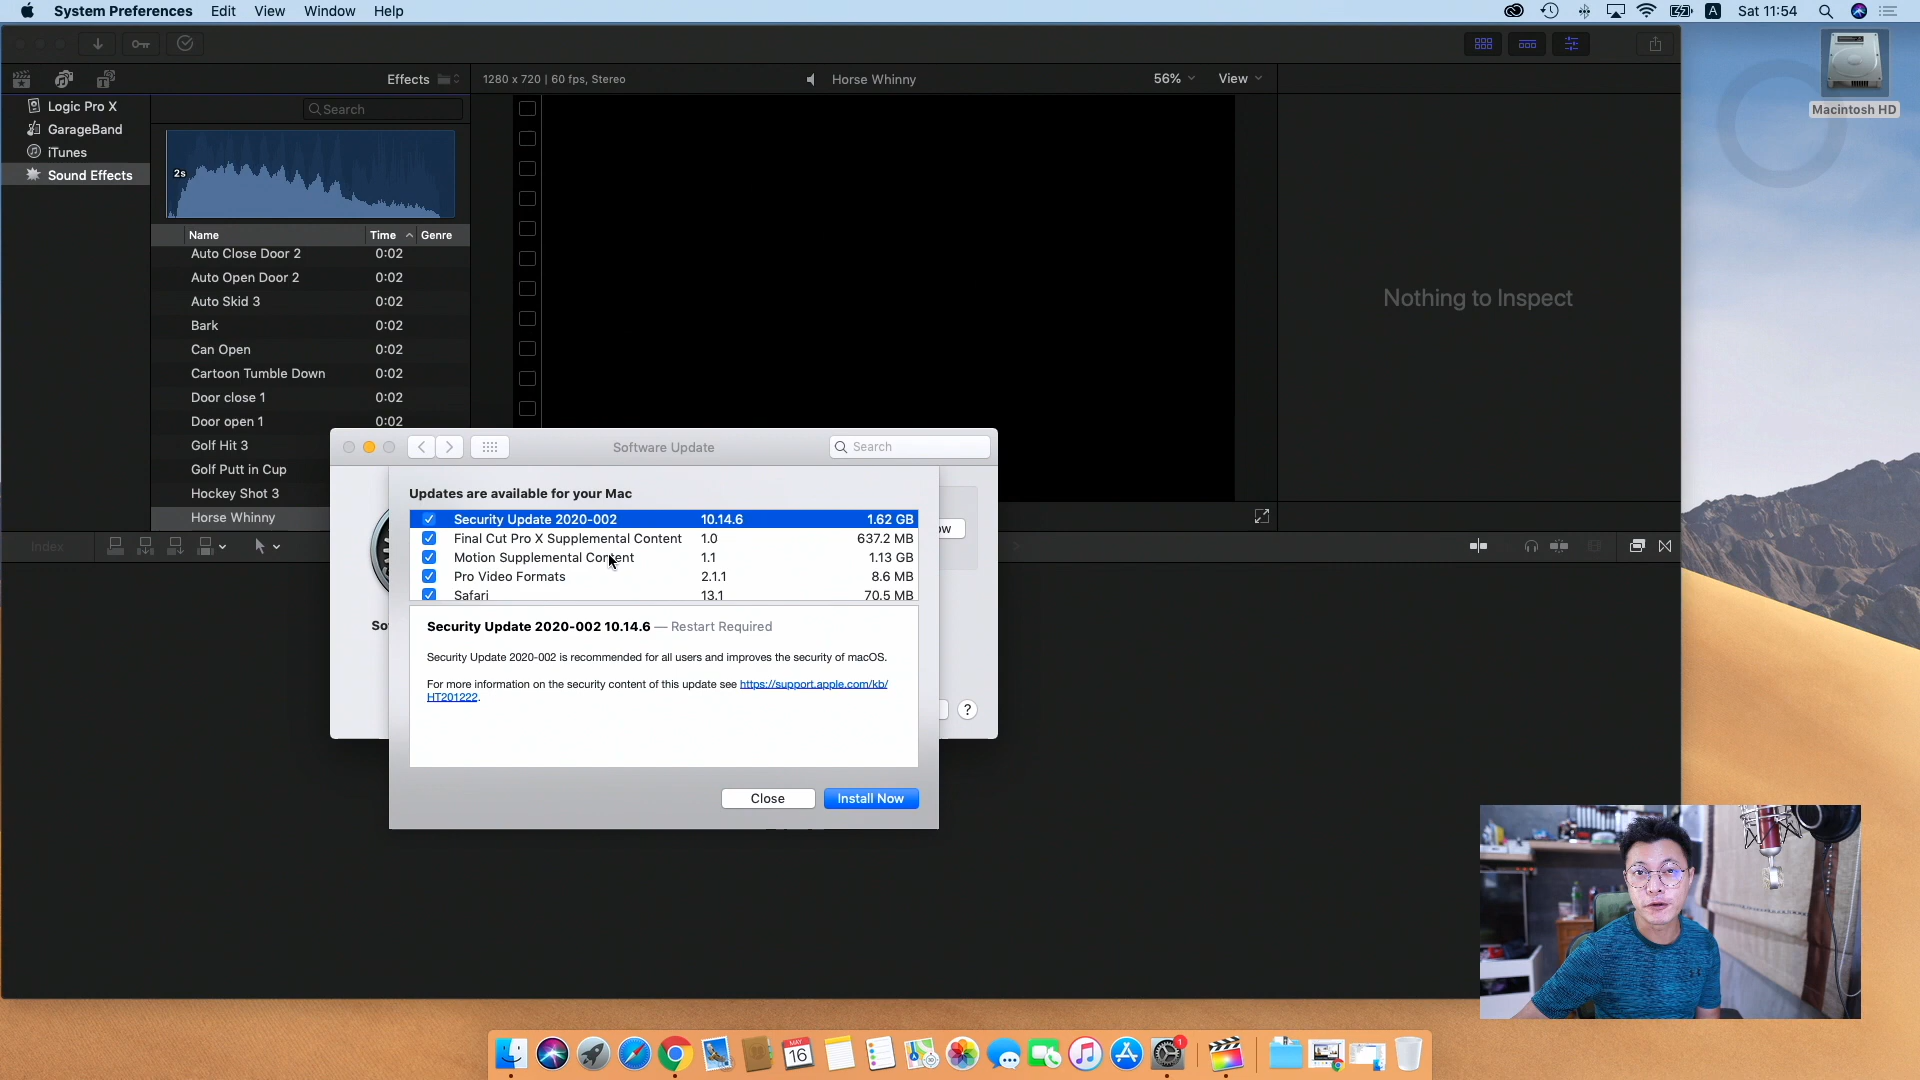 System Preferences Edit View Window Help
A Sat 11:54
Macintosh HD
Effects
1280 x 720 | 60 fps, Stereo
Horse Whinny
56%
View
Logic Pro X
GarageBand
iTunes
Sound Effects
Search
2s
Name Time Genre
Auto Close Door 2 0:02
Auto Open Door 2 0:02
Auto Skid 3 0:02
Bark 0:02
Can Open 0:02
Cartoon Tumble Down 0:02
Door close 1 0:02
Door open 1 0:02
Golf Hit 3
Golf Putt in Cup
Hockey Shot 3
Horse Whinny
Nothing to Inspect
Index
Software Update
Search
Updates are available for your Mac
Security Update 2020-002 10.14.6 1.62 GB
Final Cut Pro X Supplemental Content 1.0 637.2 MB
Motion Supplemental Content 1.1 1.13 GB
Pro Video Formats 2.1.1 8.6 MB
Safari 13.1 70.5 MB
ow
So
Security Update 2020-002 10.14.6 — Restart Required
Security Update 2020-002 is recommended for all users and improves the security of macOS.
For more information on the security content of this update see https://support.apple.com/kb/
HT201222.
?
Close
Install Now
MAY
16
1